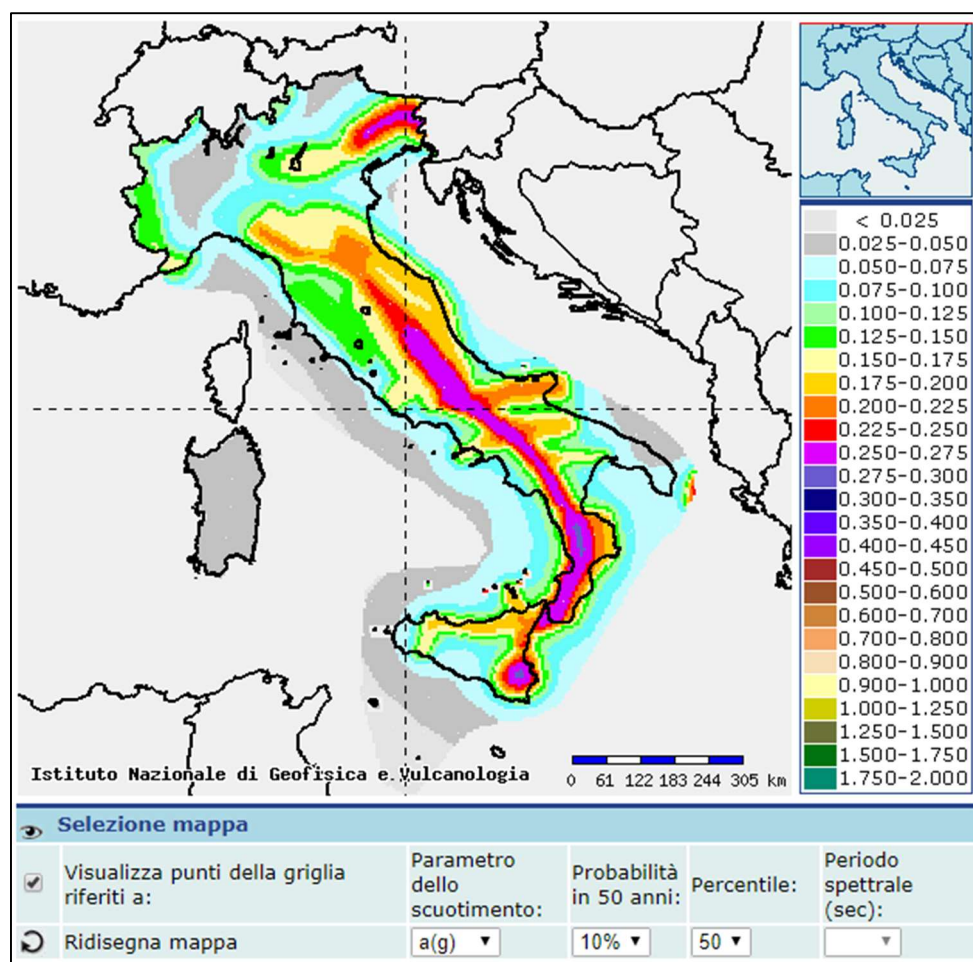 < 0.025
0.025-0.050
0.050-0.075
0.075-0.100
0.100-0.125
0.125-0.150
0.150-0.175
0.175-0.200
0.200-0.225
0.225-0.250
0.250-0.275
0.275-0.300
0.300-0.350
0.350-0.400
0.400-0.450
0.450-0.500
0.500-0.600
0.600-0.700
0.700-0.800
0.800-0.900
0.900-1.000
1.000-1.250
1.250-1.500
1.500-1.750
1.750-2.000
Istituto Nazionale di Geofisica e Vulcanologia
0 61 122 183 244 305 km
Selezione mappa
Visualizza punti della griglia
riferiti a:
Parametro
dello
scuotimento:
Probabilità
in 50 anni:
Percentile:
Periodo
spettrale
(sec):
Ridisegna mappa
a(g)
10%
50